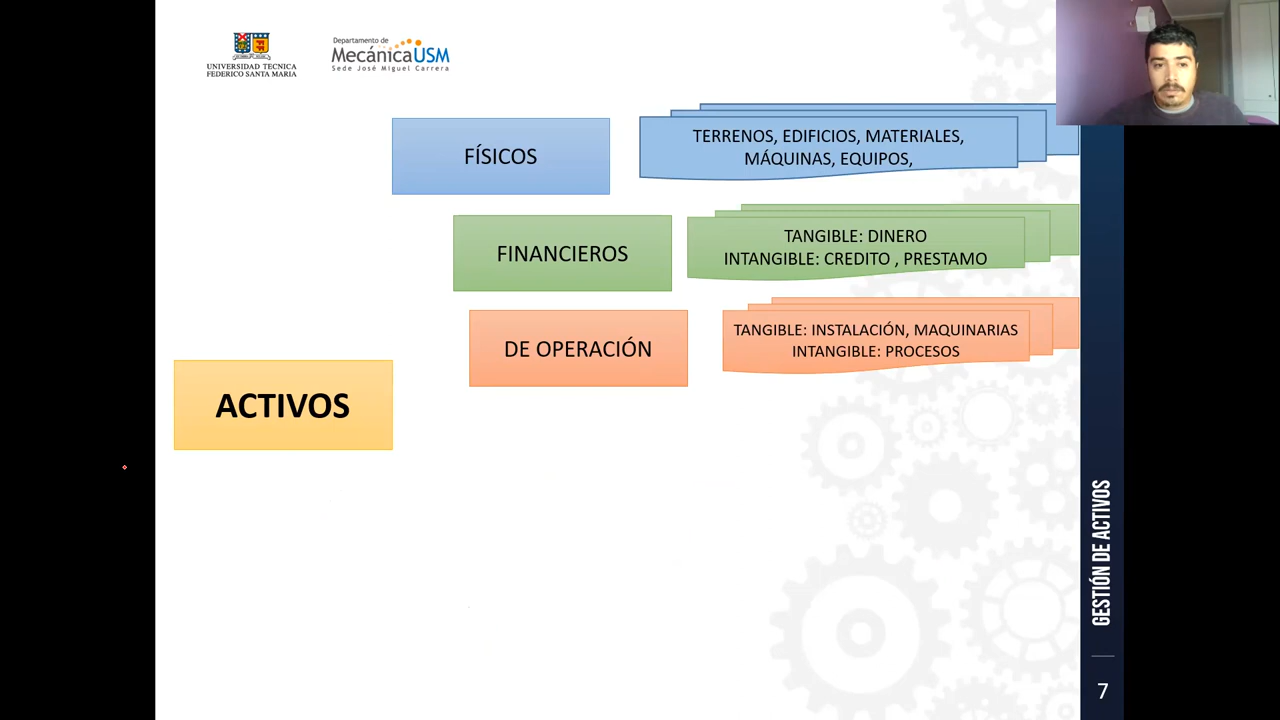 UNIVERSIDAD TECNICA
FEDERICO SANTA MARIA
Departamento de
MecánicaUSM
Sede José Miguel Carrera
FÍSICOS
TERRENOS, EDIFICIOS, MATERIALES,
MÁQUINAS, EQUIPOS,
FINANCIEROS
TANGIBLE: DINERO
INTANGIBLE: CREDITO , PRESTAMO
DE OPERACIÓN
TANGIBLE: INSTALACIÓN, MAQUINARIAS
INTANGIBLE: PROCESOS
ACTIVOS
GESTIÓN DE ACTIVOS
7